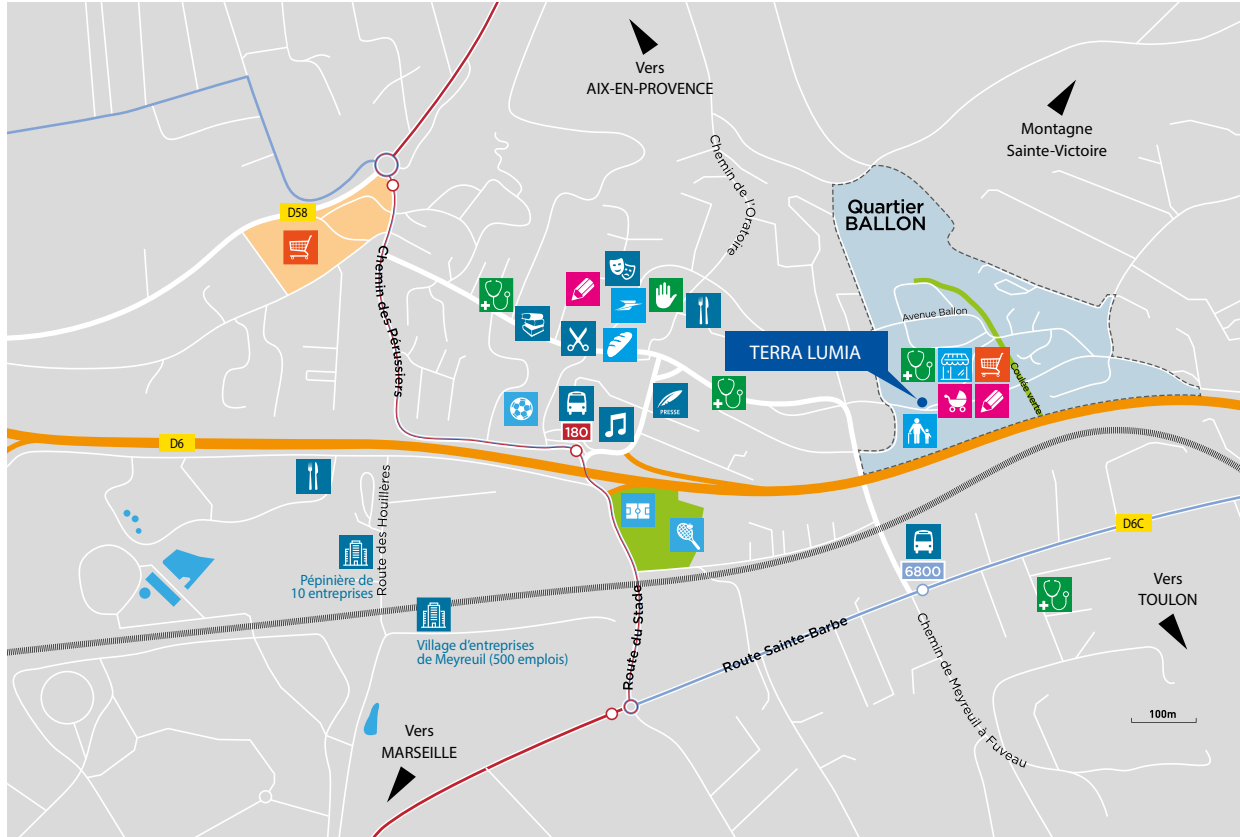 Vers
AIX-EN-PROVENCE
Montagne
Sainte-Victoire
Chemin de l'Oratoire
Quartier
BALLON
D58
Chemin des Pérussiers
Avenue Ballon
TERRA LUMIA
Coulée verte
PRESSE
180
D6
Route des Houillères
D6C
6800
Pépinière de
10 entreprises
Vers
TOULON
Village d'entreprises
de Meyreuil (500 emplois)
Route du Stade
Route Sainte-Barbe
Chemin de Meyreuil à Fuveau
100m
Vers
MARSEILLE